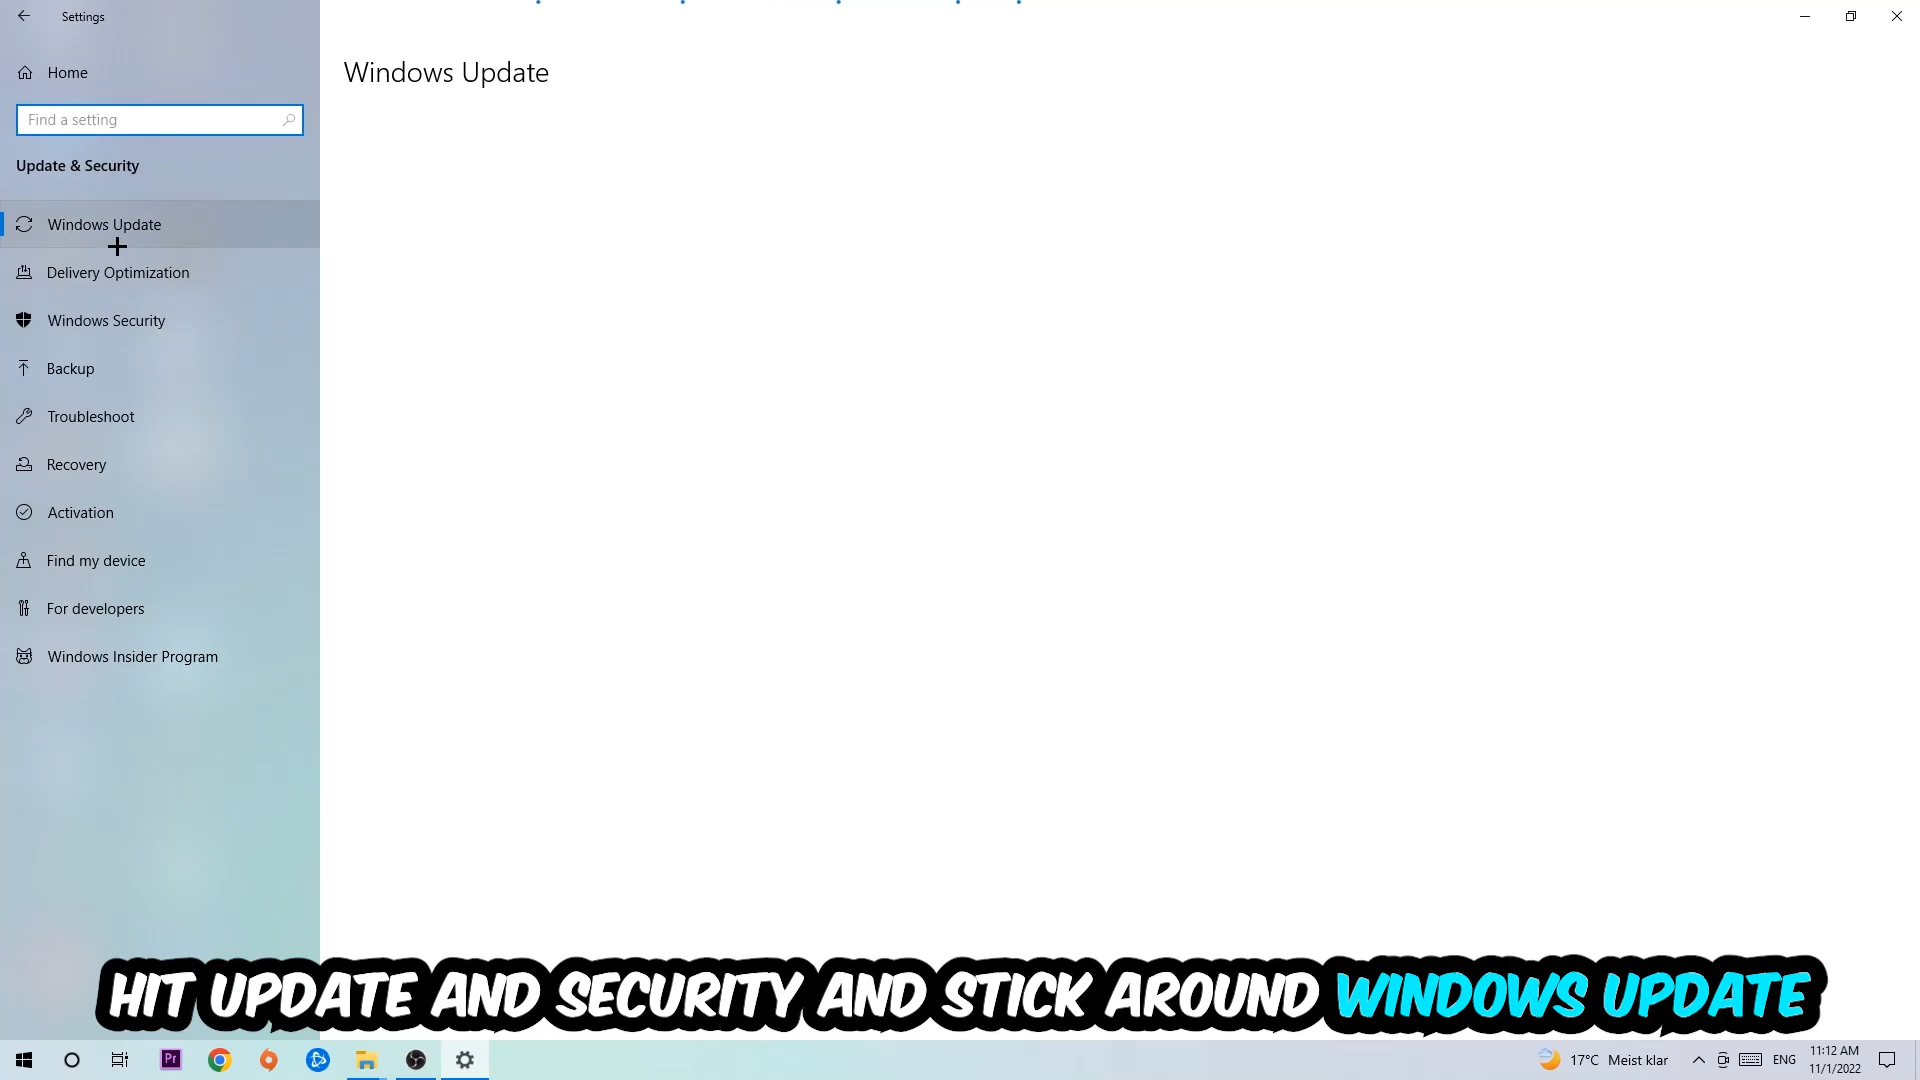 Settings
Home
Find a setting
Update & Security
Windows Update
Delivery Optimization
Windows Security
Backup
Troubleshoot
Recovery
Activation
Find my device
For developers
Windows Insider Program
Windows Update
HIT UPDATE AND SECURITY AND STICK AROUND WINDOWS UPDATE
Pr
17°C Meist klar
ENG
11:12 AM
11/1/2022